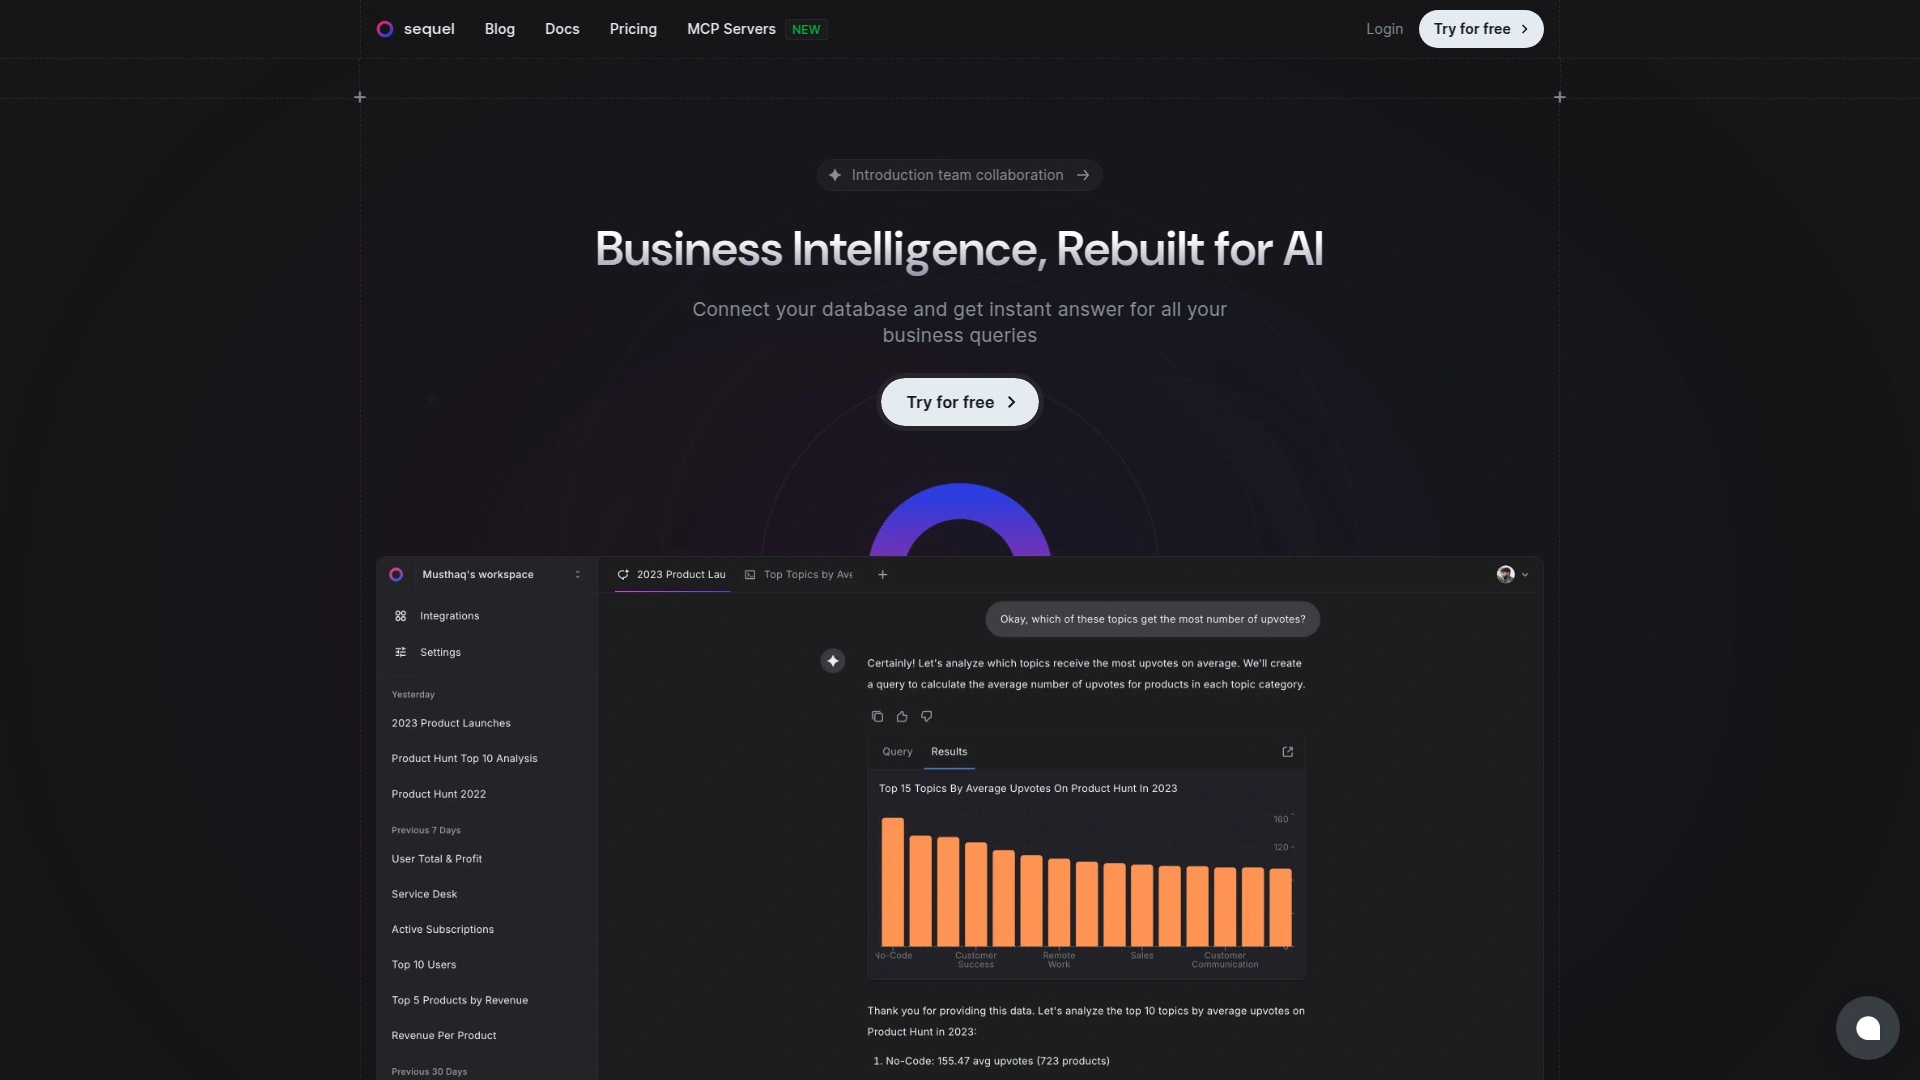 sequel Blog Docs Pricing MCP Servers NEW Login Try for free
Introduction team collaboration
Business Intelligence, Rebuilt for AI
Connect your database and get instant answer for all your
business queries
Try for free
Musthaq's workspace
Integrations
Settings
Yesterday
2023 Product Launches
Product Hunt Top 10 Analysis
Product Hunt 2022
Previous 7 Days
User Total & Profit
Service Desk
Active Subscriptions
Top 10 Users
Top 5 Products by Revenue
Revenue Per Product
Previous 30 Days
2023 Product Lau
Top Topics by Ave
Okay, which of these topics get the most number of upvotes?
Certainly! Let's analyze which topics receive the most upvotes on average. We'll create
a query to calculate the average number of upvotes for products in each topic category.
Query Results
Top 15 Topics By Average Upvotes On Product Hunt In 2023
160
120
No-Code
Customer
Success
Remote
Work
Sales
Customer
Communication
Thank you for providing this data. Let's analyze the top 10 topics by average upvotes on
Product Hunt in 2023:
1. No-Code: 155.47 avg upvotes (723 products)